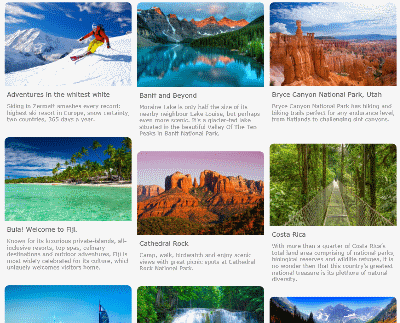 Adventures in the whitest white
Skiing in Zermatt smashes every record:
highest ski resort in Europe, snow certainty,
two countries, 365 days a year.
Bula! Welcome to Fiji.
Known for its luxurious private-islands, all-
inclusive resorts, top spas, culinary
destinations and outdoor adventures, Fiji is
most widely celebrated for its culture, which
uniquely welcomes visitors home.
Banff and Beyond
Moraine Lake is only half the size of its
nearby neighbour Lake Louise, but perhaps
even more scenic. It's a glacier-fed lake
situated in the beautiful Valley Of The Ten
Peaks in Banff National Park.
Cathedral Rock
Camp, walk, birdwatch and enjoy scenic
views with great picnic spots at Cathedral
Rock National Park.
Bryce Canyon National Park, Utah
Bryce Canyon National Park has hiking and
biking trails perfect for any endurance level,
from flatlands to challenging slot canyons.
Costa Rica
With more than a quarter of Costa Rica's
total land area comprising of national parks,
biological reserves and wildlife refuges, it is
no wonder then that this country's greatest
national treasure is its plethora of natural
diversity.